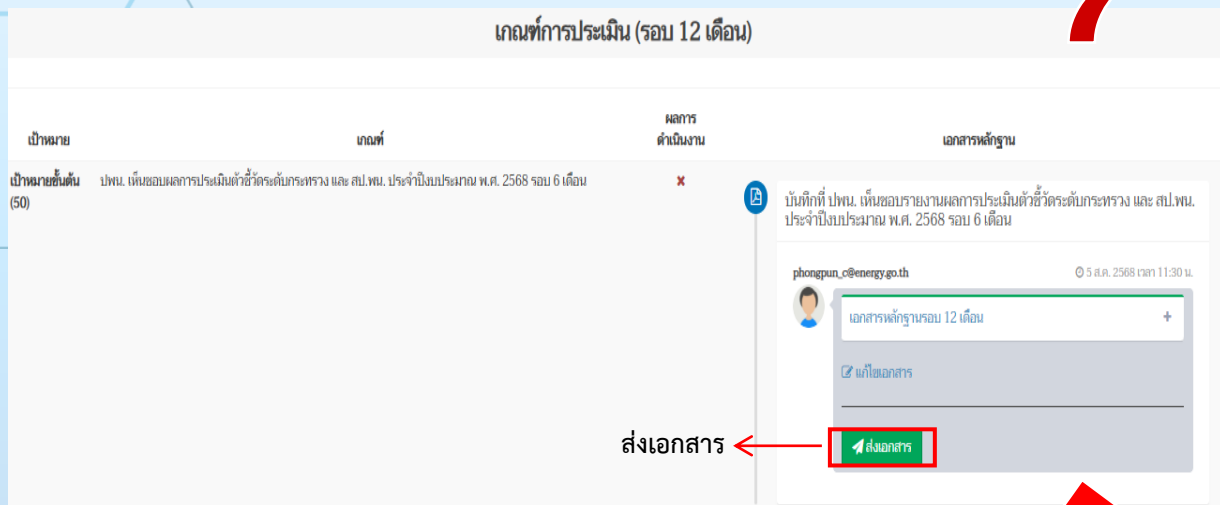 เกณฑ์การประเมิน (รอบ 12 เดือน)
เป้าหมาย
เกณฑ์
ผลการ
ดำเนินงาน
เอกสารหลักฐาน
เป้าหมายขั้นต้น
(50)
ปพน. เห็นชอบผลการประเมินตัวชี้วัดระดับกระทรวง และ สป.พน. ประจำปีงบประมาณ พ.ศ. 2568 รอบ 6 เดือน
บันทึกที่ ปพน. เห็นชอบรายงานผลการประเมินตัวชี้วัดระดับกระทรวง และ สป.พน.
ประจำปีงบประมาณ พ.ศ. 2568 รอบ 6 เดือน
phongpun_c@energy.go.th
5 ส.ค. 2568 เวลา 11:30 น.
เอกสารหลักฐานรอบ 12 เดือน
+
แก้ไขเอกสาร
ส่งเอกสาร
ส่งเอกสาร